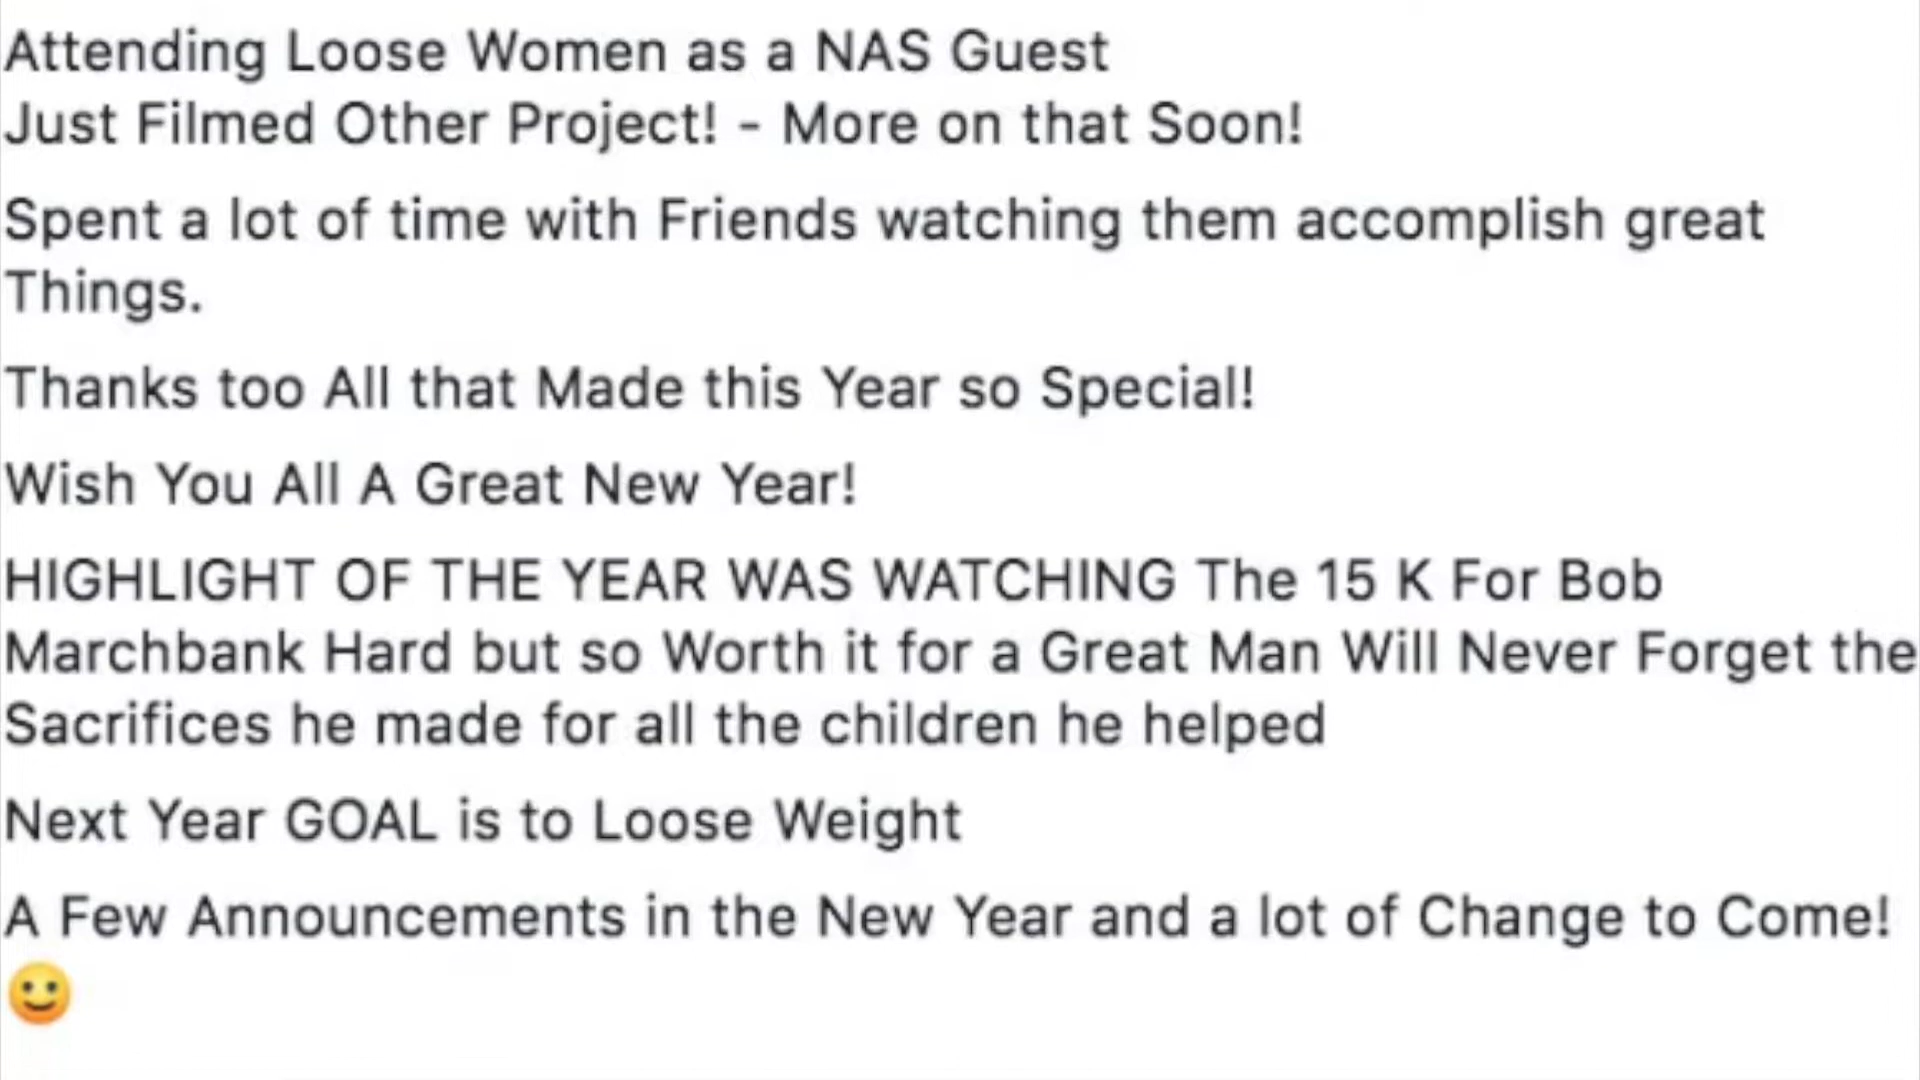 Attending Loose Women as a NAS Guest
Just Filmed Other Project! - More on that Soon!
Spent a lot of time with Friends watching them accomplish great
Things.
Thanks too All that Made this Year so Special!
Wish You All A Great New Year!
HIGHLIGHT OF THE YEAR WAS WATCHING The 15 K For Bob
Marchbank Hard but so Worth it for a Great Man Will Never Forget the
Sacrifices he made for all the children he helped
Next Year GOAL is to Loose Weight
A Few Announcements in the New Year and a lot of Change to Come!
🙂